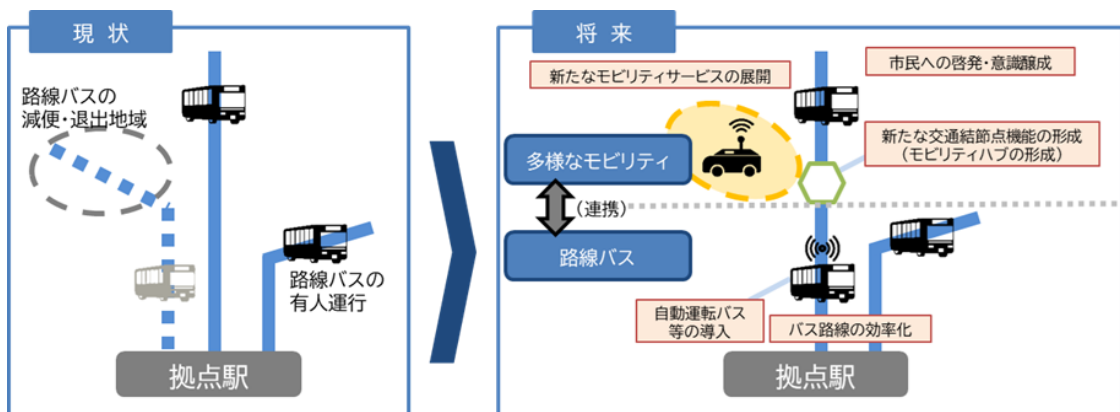 現状
路線バスの
減便・退出地域
路線バスの
有人運行
拠点駅
将来
新たなモビリティサービスの展開
市民への啓発・意識醸成
多様なモビリティ
新たな交通結節点機能の形成
（モビリティハブの形成）
（連携）
路線バス
自動運転バス
等の導入
バス路線の効率化
拠点駅